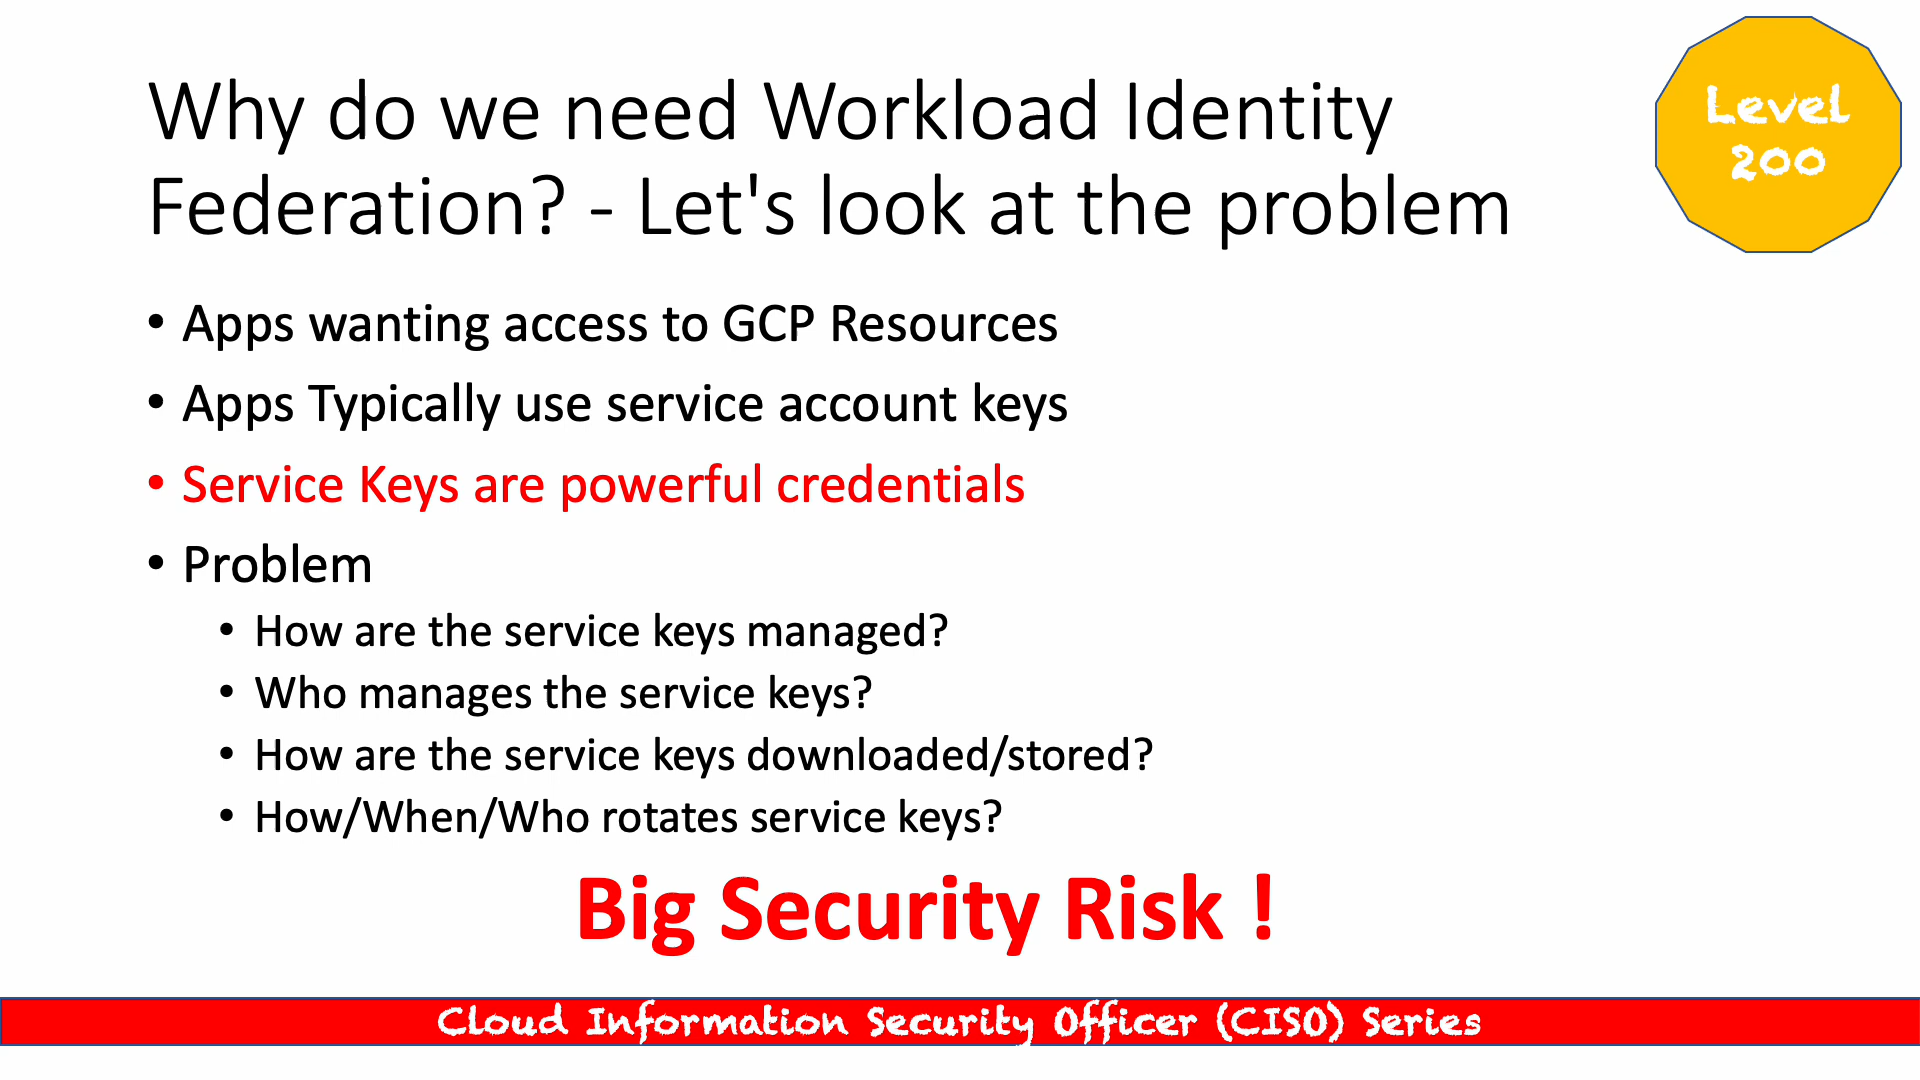 Why do we need Workload Identity
Federation? - Let's look at the problem
Level
200
• Apps wanting access to GCP Resources
• Apps Typically use service account keys
• Service Keys are powerful credentials
• Problem
• How are the service keys managed?
• Who manages the service keys?
• How are the service keys downloaded/stored?
• How/When/Who rotates service keys?
Big Security Risk !
Cloud Information Security Officer (CISO) Series